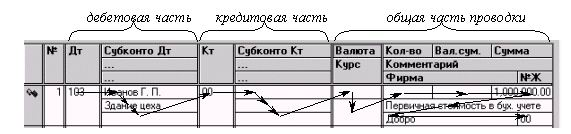 дебетовая часть кредитовая часть общая часть проводки
№ Дт Субконто Дт Кт Субконто Кт Валюта Кол-во Вал.сум. Сумма
... ... Курс Комментарий
... ... Фирма №Ж
1 103 Иванов Г. П. 00 1,000,000.00
Здание цеха Первичная стоимость в бух. учете
Добро 00